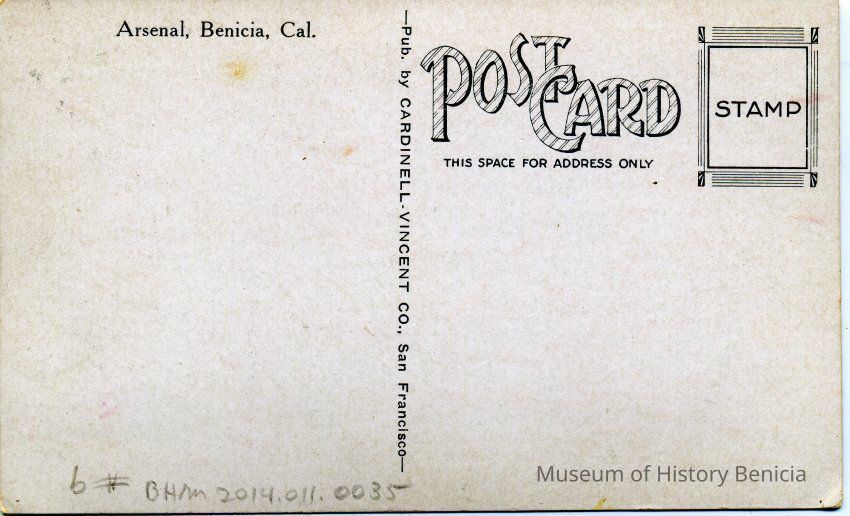 Arsenal, Benicia, Cal.
—Pub. by CARDINELL-VINCENT CO., San Francisco—
POST CARD
THIS SPACE FOR ADDRESS ONLY
STAMP
6# BHM 2014.011.0035
Museum of History Benicia